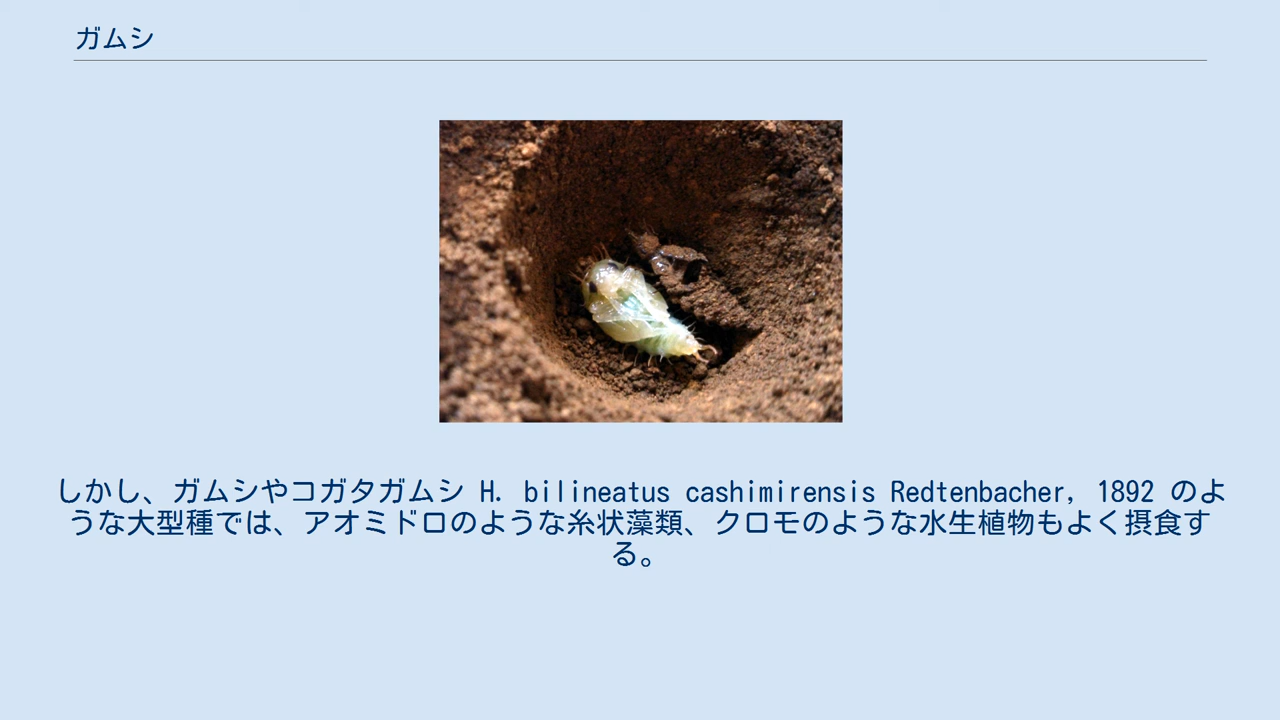 ガムシ
しかし、ガムシやコガタガムシ H. bilineatus cashimirensis Redtenbacher, 1892 のよ
うな大型種では、アオミドロのような糸状藻類、クロモのような水生植物もよく摂食す
る。